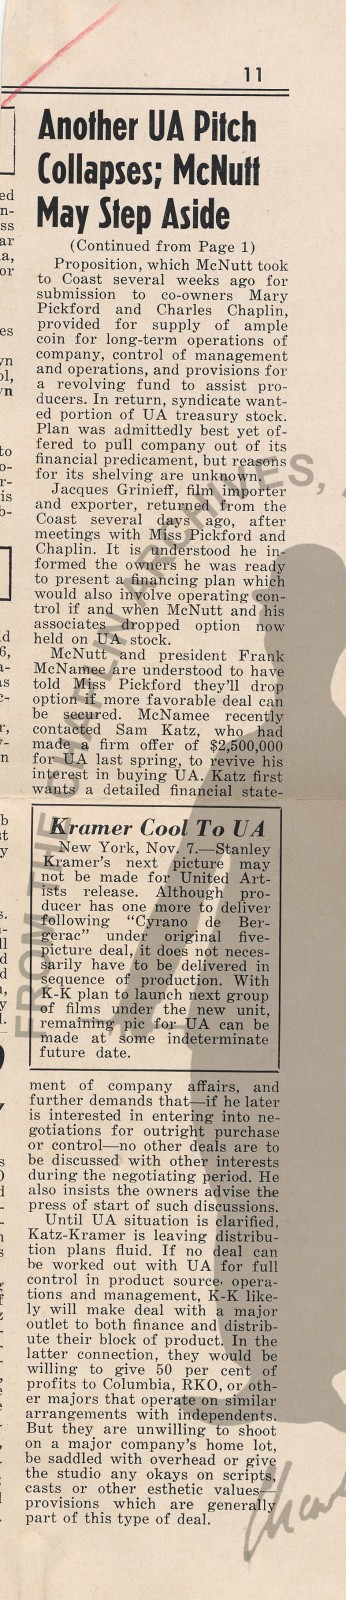 11
Another UA Pitch
Collapses; McNutt
May Step Aside
(Continued from Page 1)
Proposition, which McNutt took
to Coast several weeks ago for
submission to co-owners Mary
Pickford and Charles Chaplin,
provided for supply of ample
coin for long-term operations of
company, control of management
and operations, and provisions for
a revolving fund to assist pro-
ducers. In return, syndicate want-
ed portion of UA treasury stock.
Plan was admittedly best yet of-
fered to pull company out of its
financial predicament, but reasons
for its shelving are unknown.
Jacques Grinieff, film importer
and exporter, returned from the
Coast several days ago, after
meetings with Miss Pickford and
Chaplin. It is understood he in-
formed the owners he was ready
to present a financing plan which
would also involve operating con-
trol if and when McNutt and his
associates dropped option now
held on UA stock.
McNutt and president Frank
McNamee are understood to have
told Miss Pickford they'll drop
option if more favorable deal can
be secured. McNamee recently
contacted Sam Katz, who had
made a firm offer of $2,500,000
for UA last spring, to revive his
interest in buying UA. Katz first
wants a detailed financial state-
Kramer Cool To UA
New York, Nov. 7.—Stanley
Kramer's next picture may
not be made for United Art-
ists release. Although pro-
ducer has one more to deliver
following "Cyrano de Ber-
gerac" under original five-
picture deal, it does not neces-
sarily have to be delivered in
sequence of production. With
K-K plan to launch next group
of films under the new unit,
remaining pic for UA can be
made at some indeterminate
future date.
ment of company affairs, and
further demands that—if he later
is interested in entering into ne-
gotiations for outright purchase
or control—no other deals are to
be discussed with other interests
during the negotiating period. He
also insists the owners advise the
press of start of such discussions.
Until UA situation is clarified,
Katz-Kramer is leaving distribu-
tion plans fluid. If no deal can
be worked out with UA for full
control in product source, opera-
tions and management, K-K like-
ly will make deal with a major
outlet to both finance and distrib-
ute their block of product. In the
latter connection, they would be
willing to give 50 per cent of
profits to Columbia, RKO, or oth-
er majors that operate on similar
arrangements with independents.
But they are unwilling to shoot
on a major company's home lot,
be saddled with overhead or give
the studio any okays on scripts,
casts or other esthetic values—
provisions which are generally
part of this type of deal.
FROM THE CHAPLIN ARCHIVES,